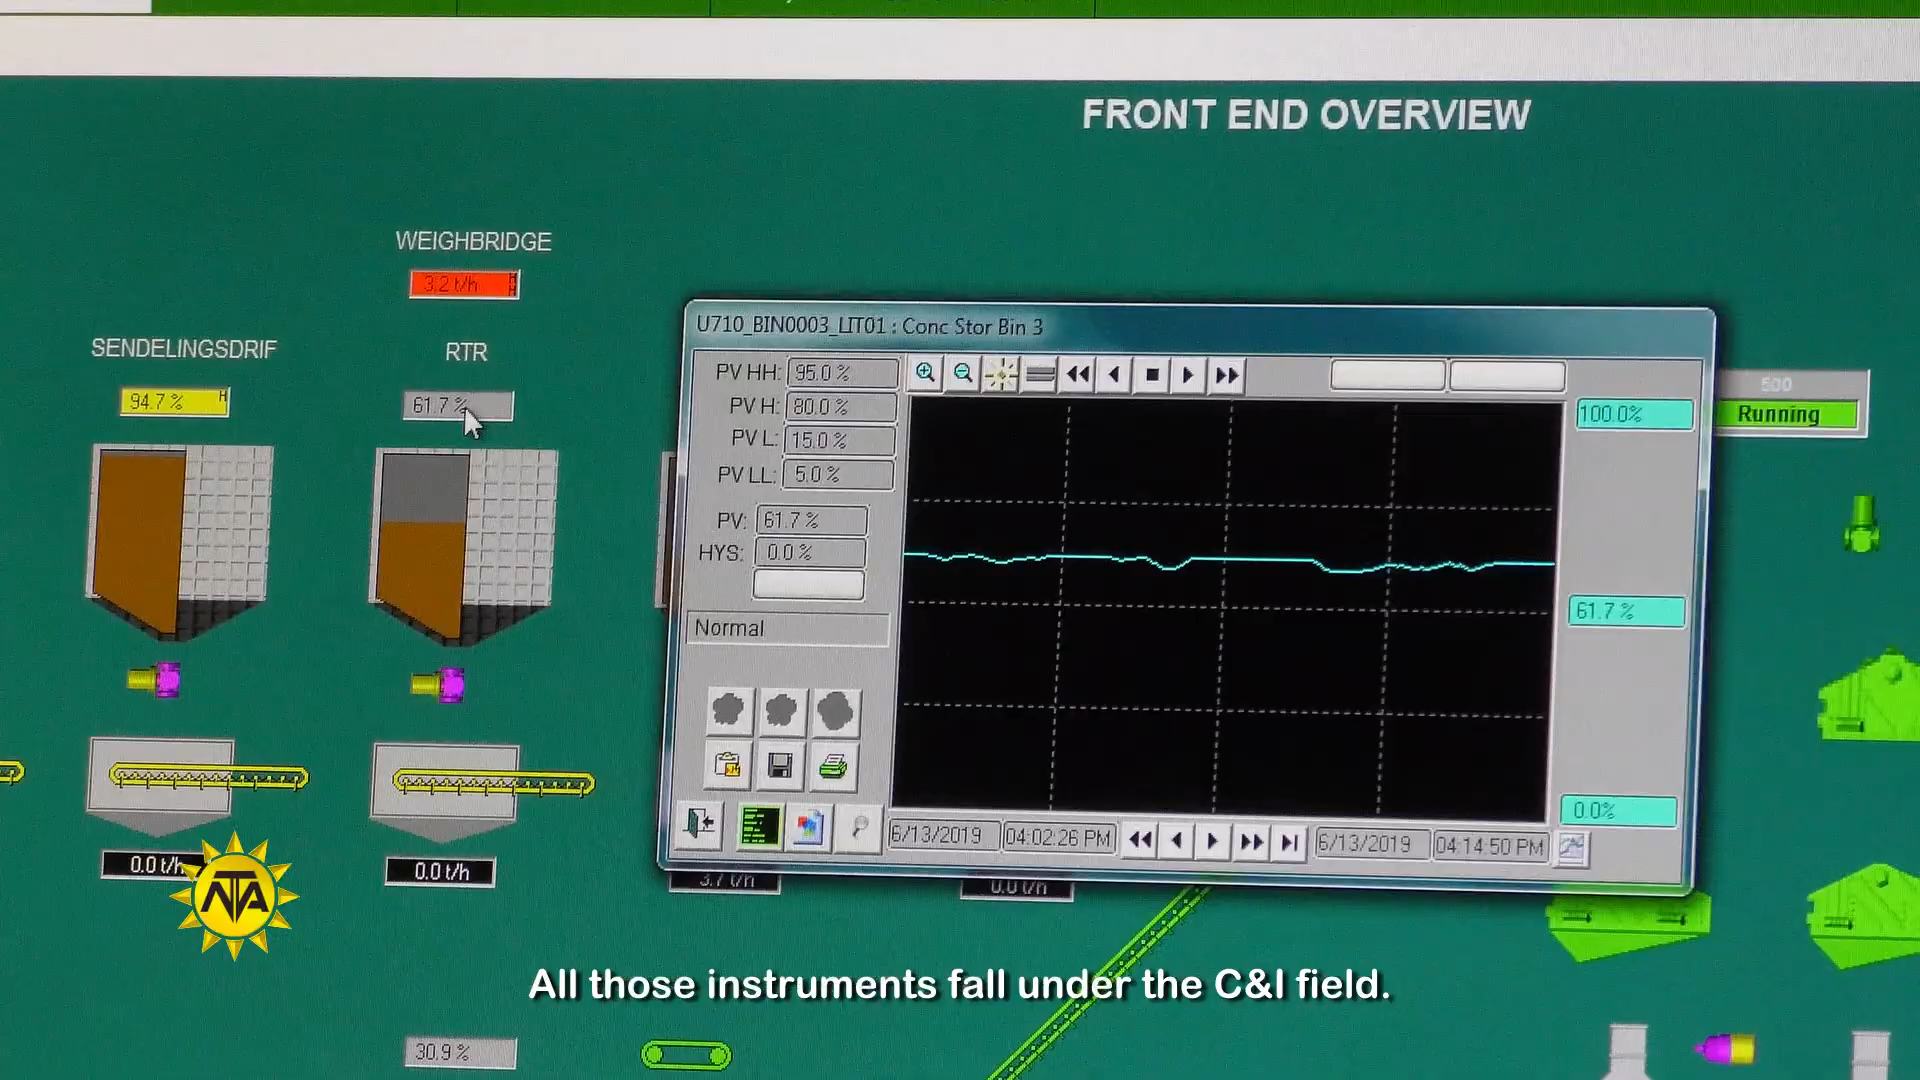 FRONT END OVERVIEW
WEIGHBRIDGE
3.2 t/h
H
H
SENDELINGSDRIF
RTR
94.7 %
H
61.7 %
U710_BIN0003_LIT01 : Conc Stor Bin 3
PV HH: 95.0 %
PV H: 80.0 %
PV L: 15.0 %
PV LL: 5.0 %
PV: 61.7 %
HYS: 0.0 %
Normal
100.0%
61.7 %
0.0%
500
Running
6/13/2019 04:02:26 PM
6/13/2019 04:14:50 PM
0.0 t/h
0.0 t/h
3.7 t/h
0.0 t/h
NTA
All those instruments fall under the C&I field.
30.9 %